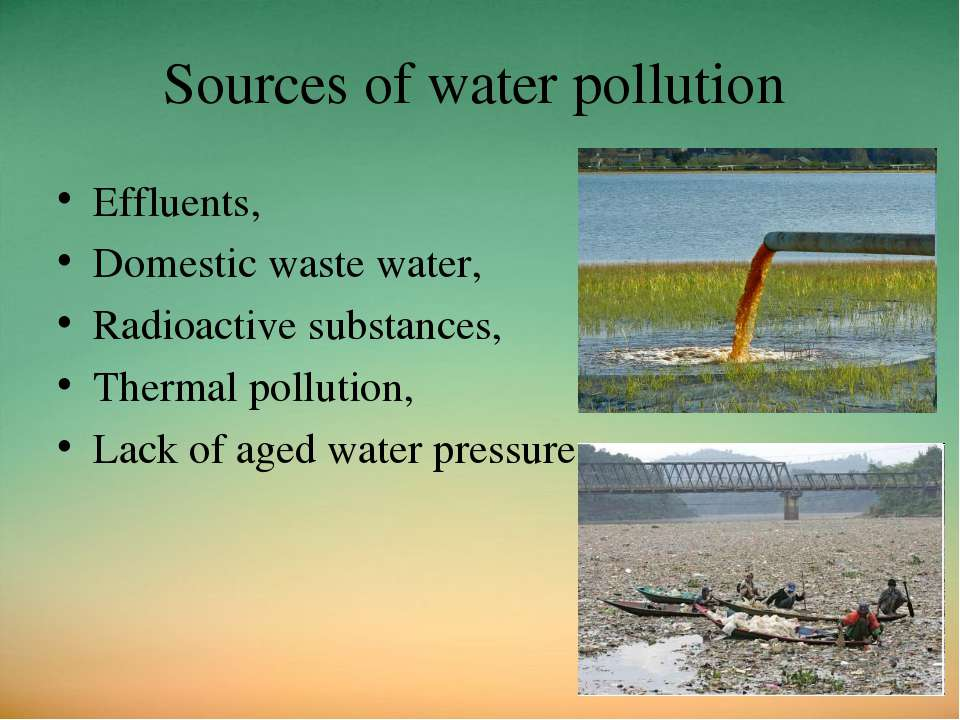 Sources of water pollution
• Effluents,
• Domestic waste water,
• Radioactive substances,
• Thermal pollution,
• Lack of aged water pressure